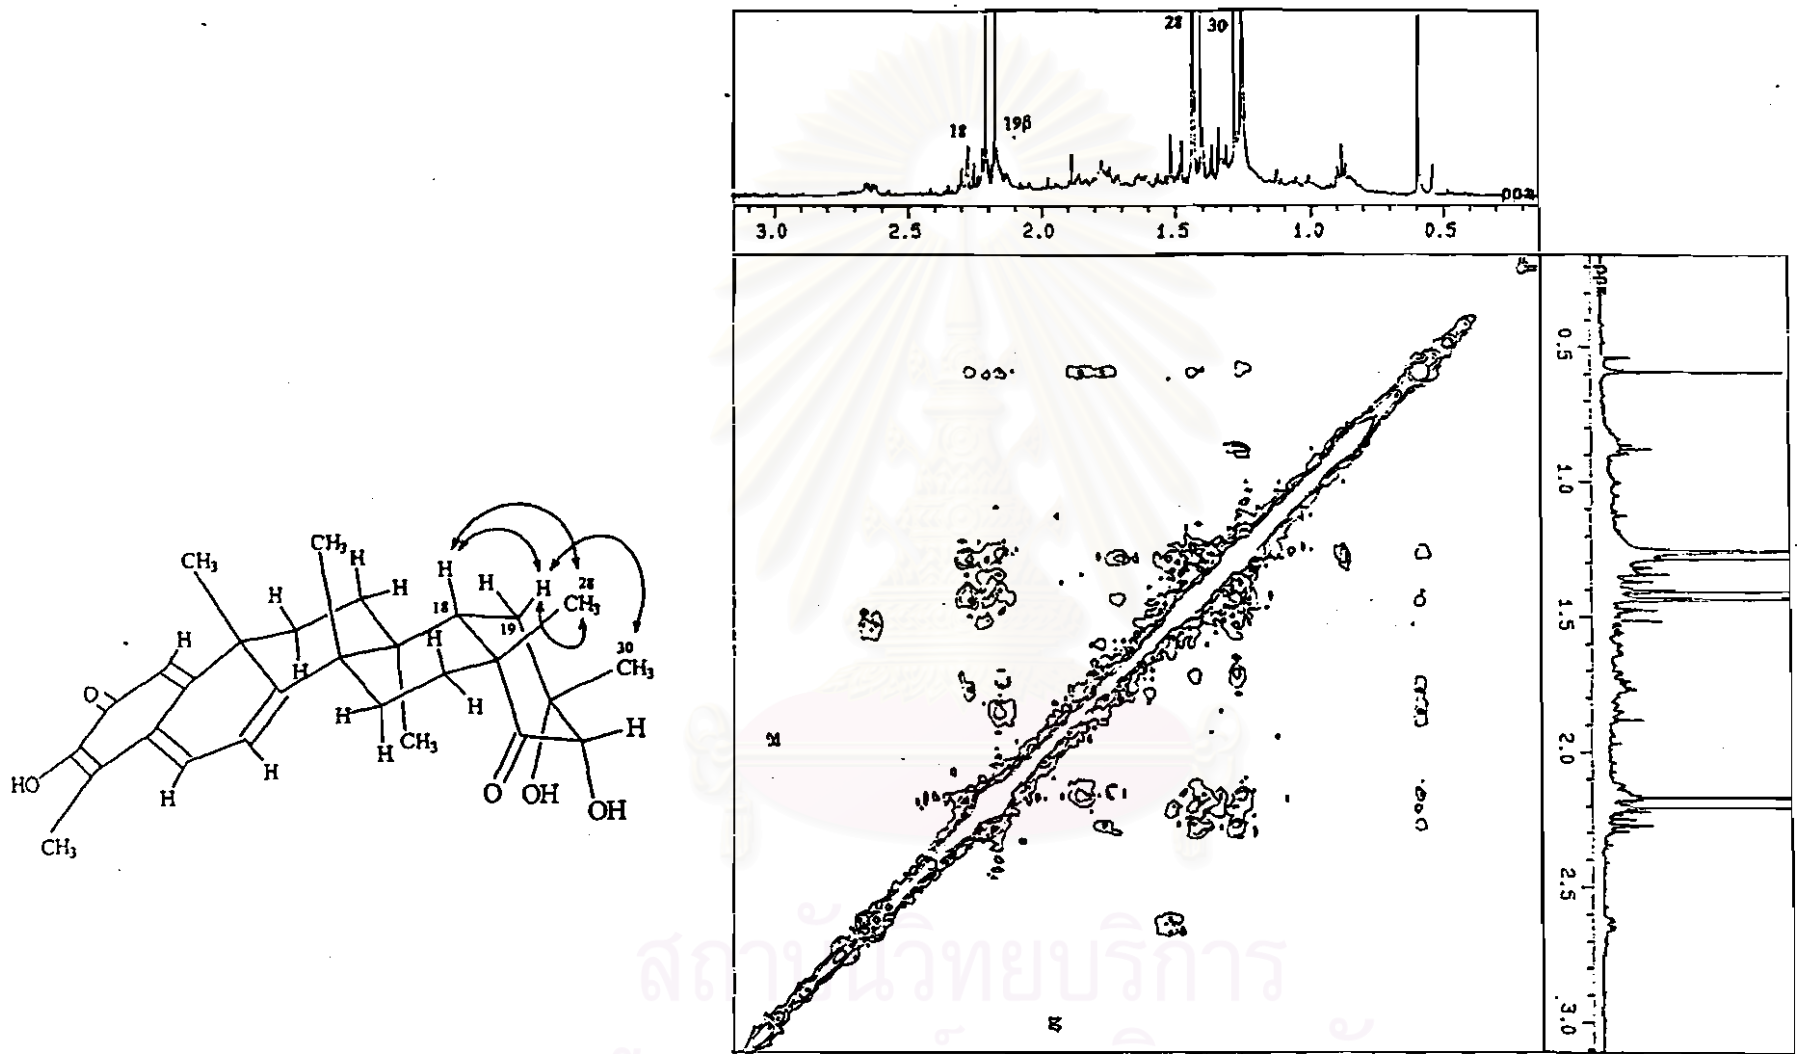 28 30
18 19β
ppm
3.0 2.5 2.0 1.5 1.0 0.5
ppm
0.5
1.0
1.5
2.0
2.5
3.0
CH₃ CH₃ H H H H 28
H H 18 CH₃
19 H 30
H H CH₃
O H H H H
HO CH₃ H
H H O OH OH
CH₃
สถาบันวิทยบริการ